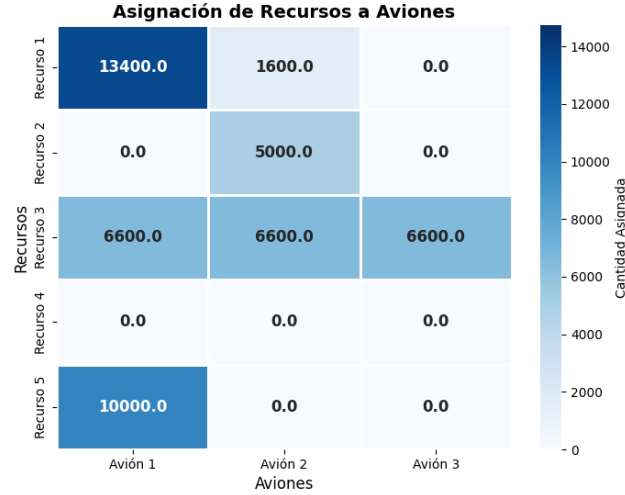 Asignación de Recursos a Aviones
Recursos
Recurso 1
13400.0 1600.0 0.0
Recurso 2
0.0 5000.0 0.0
Recurso 3
6600.0 6600.0 6600.0
Recurso 4
0.0 0.0 0.0
Recurso 5
10000.0 0.0 0.0
Avión 1 Avión 2 Avión 3
Aviones
14000
12000
10000
8000
6000
4000
2000
0
Cantidad Asignada